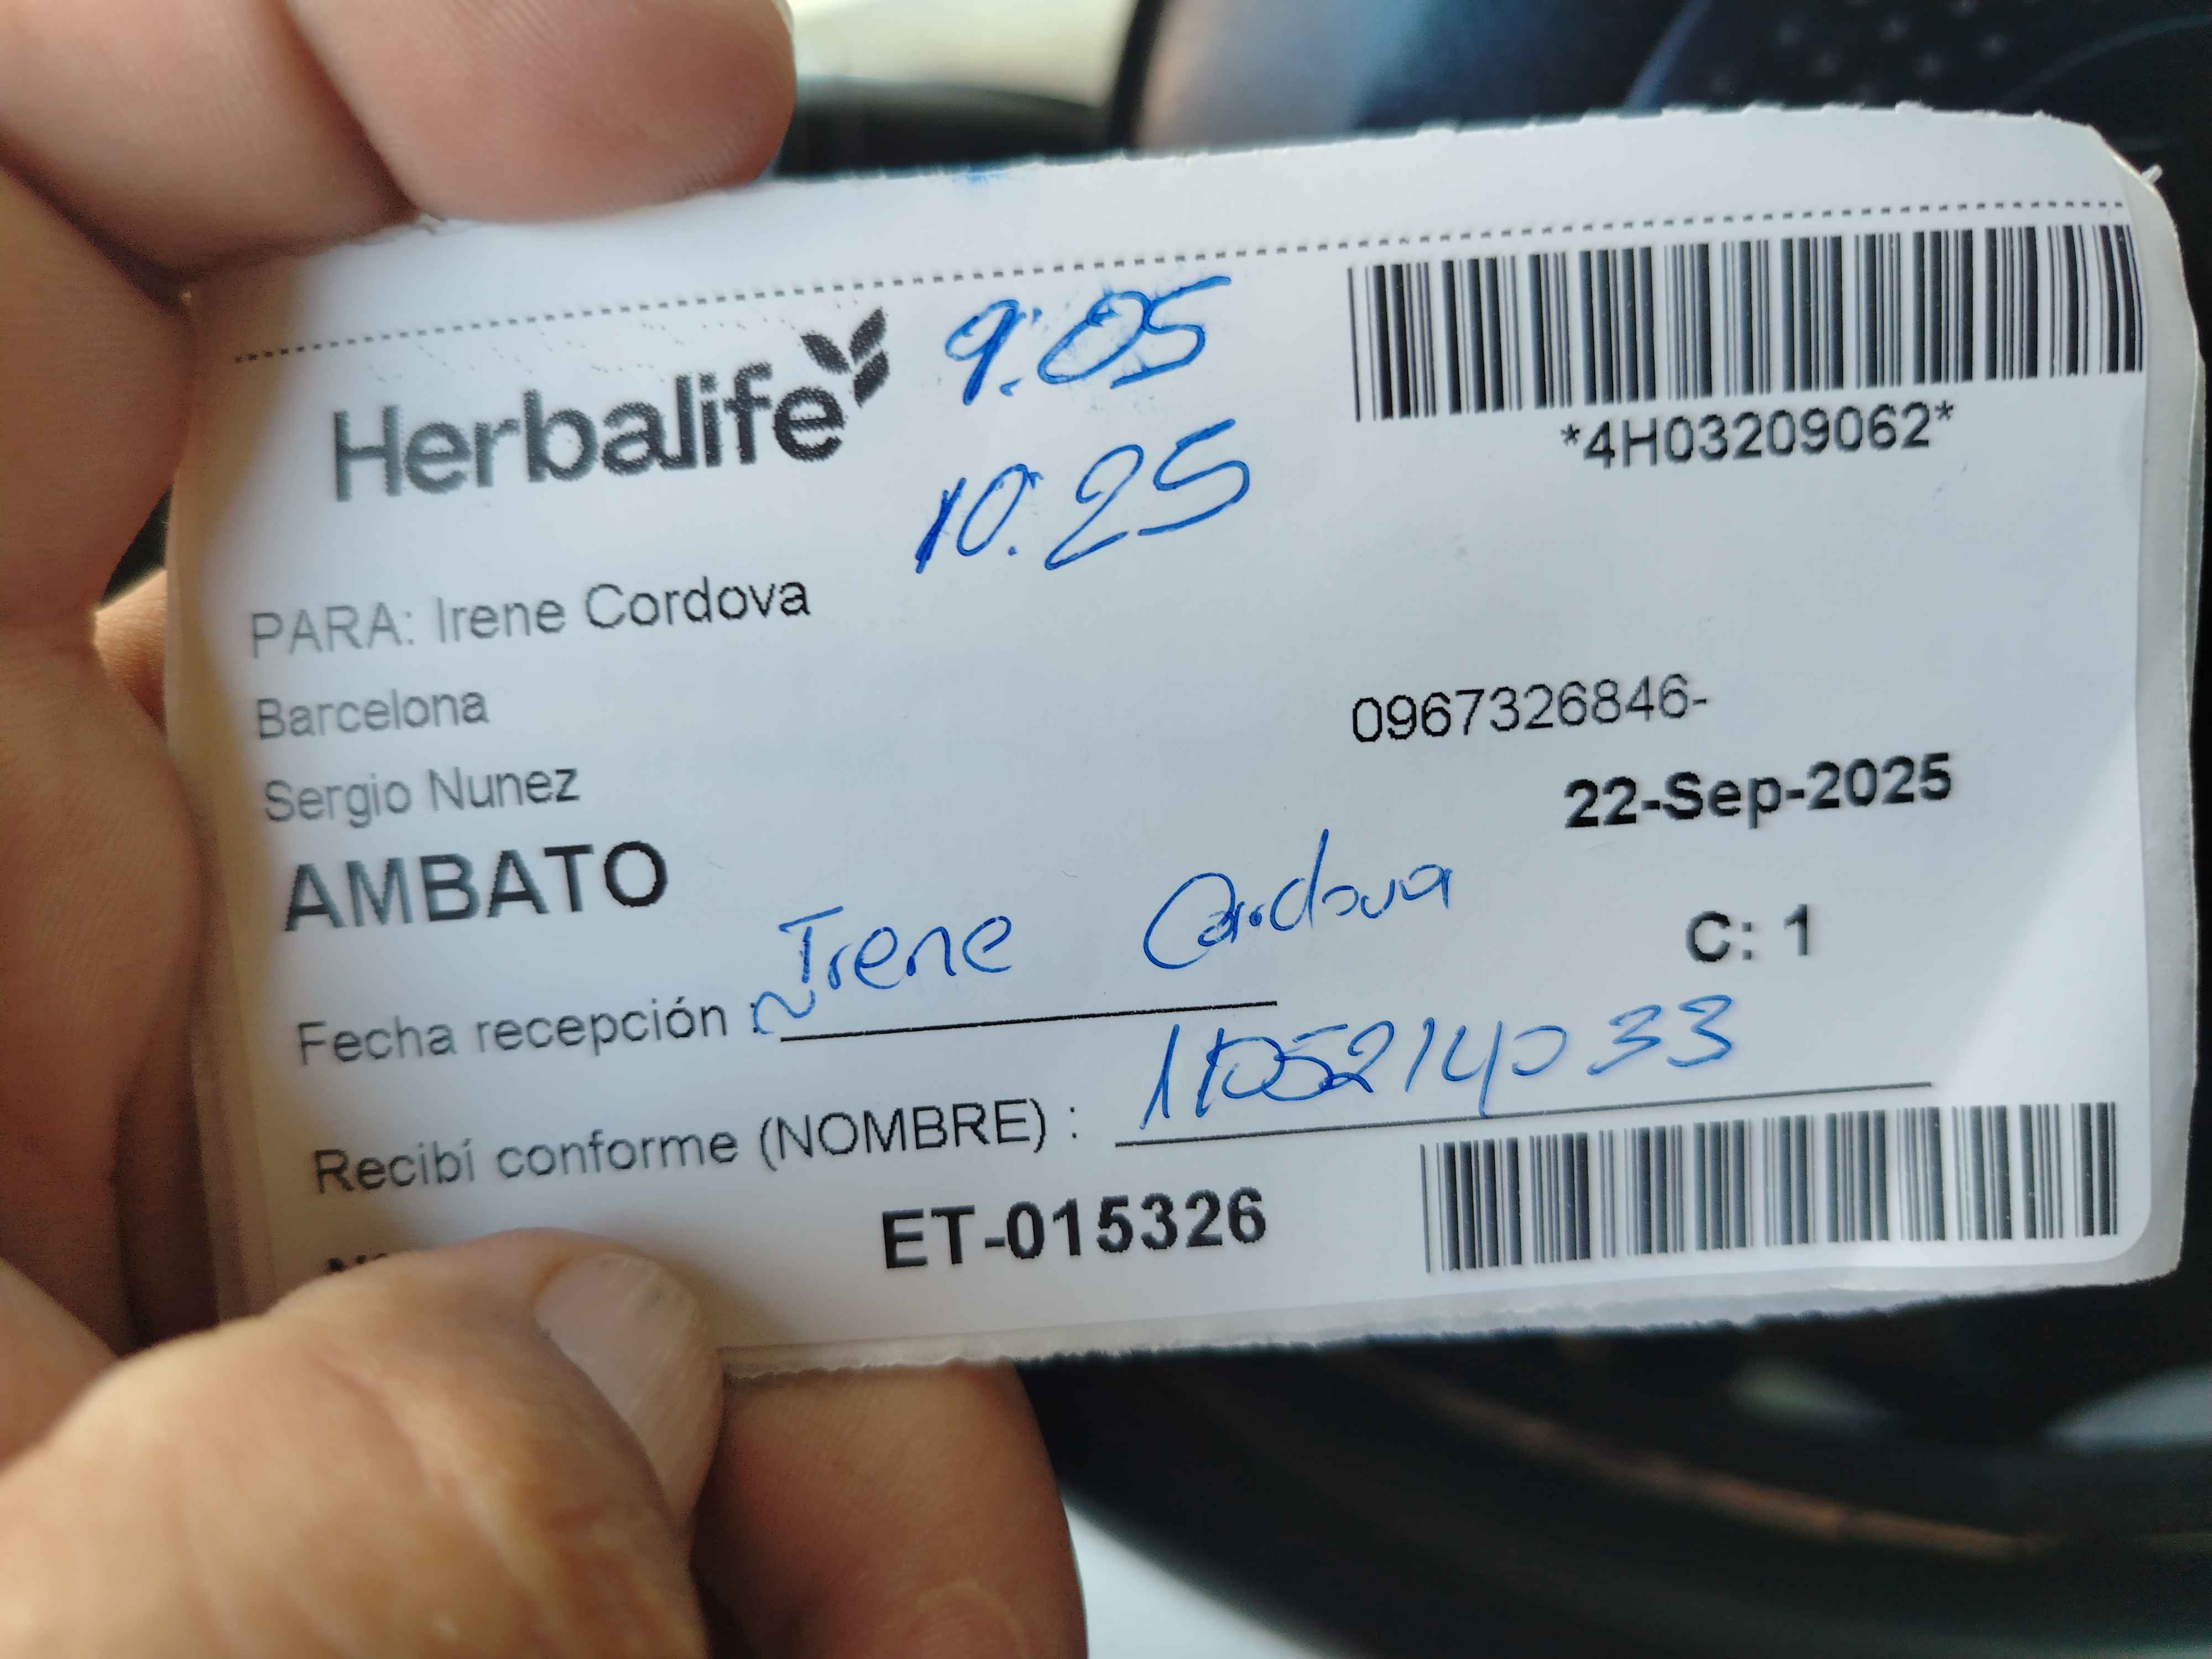 Herbalife
9:05
10:25
*4H03209062*
PARA: Irene Cordova
Barcelona
0967326846-
Sergio Nunez
22-Sep-2025
AMBATO
C: 1
Irene Cordova
Fecha recepción :
1105214033
Recibí conforme (NOMBRE) :
ET-015326